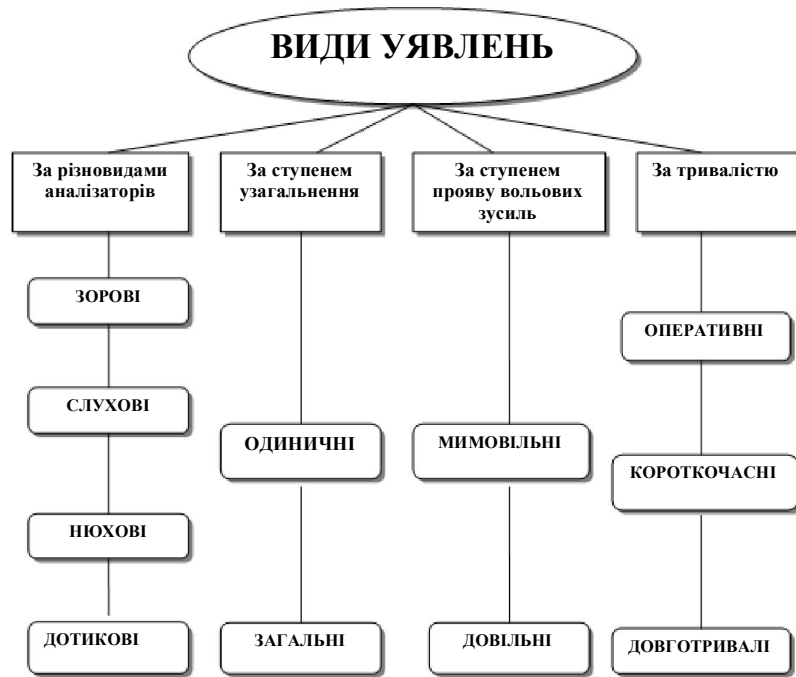 ВИДИ УЯВЛЕНЬ
За різновидами
аналізаторів
За ступенем
узагальнення
За ступенем
прояву вольових
зусиль
За тривалістю
ЗОРОВІ
СЛУХОВІ
НЮХОВІ
ДОТИКОВІ
ОДИНИЧНІ
ЗАГАЛЬНІ
МИМОВІЛЬНІ
ДОВІЛЬНІ
ОПЕРАТИВНІ
КОРОТКОЧАСНІ
ДОВГОТРИВАЛІ